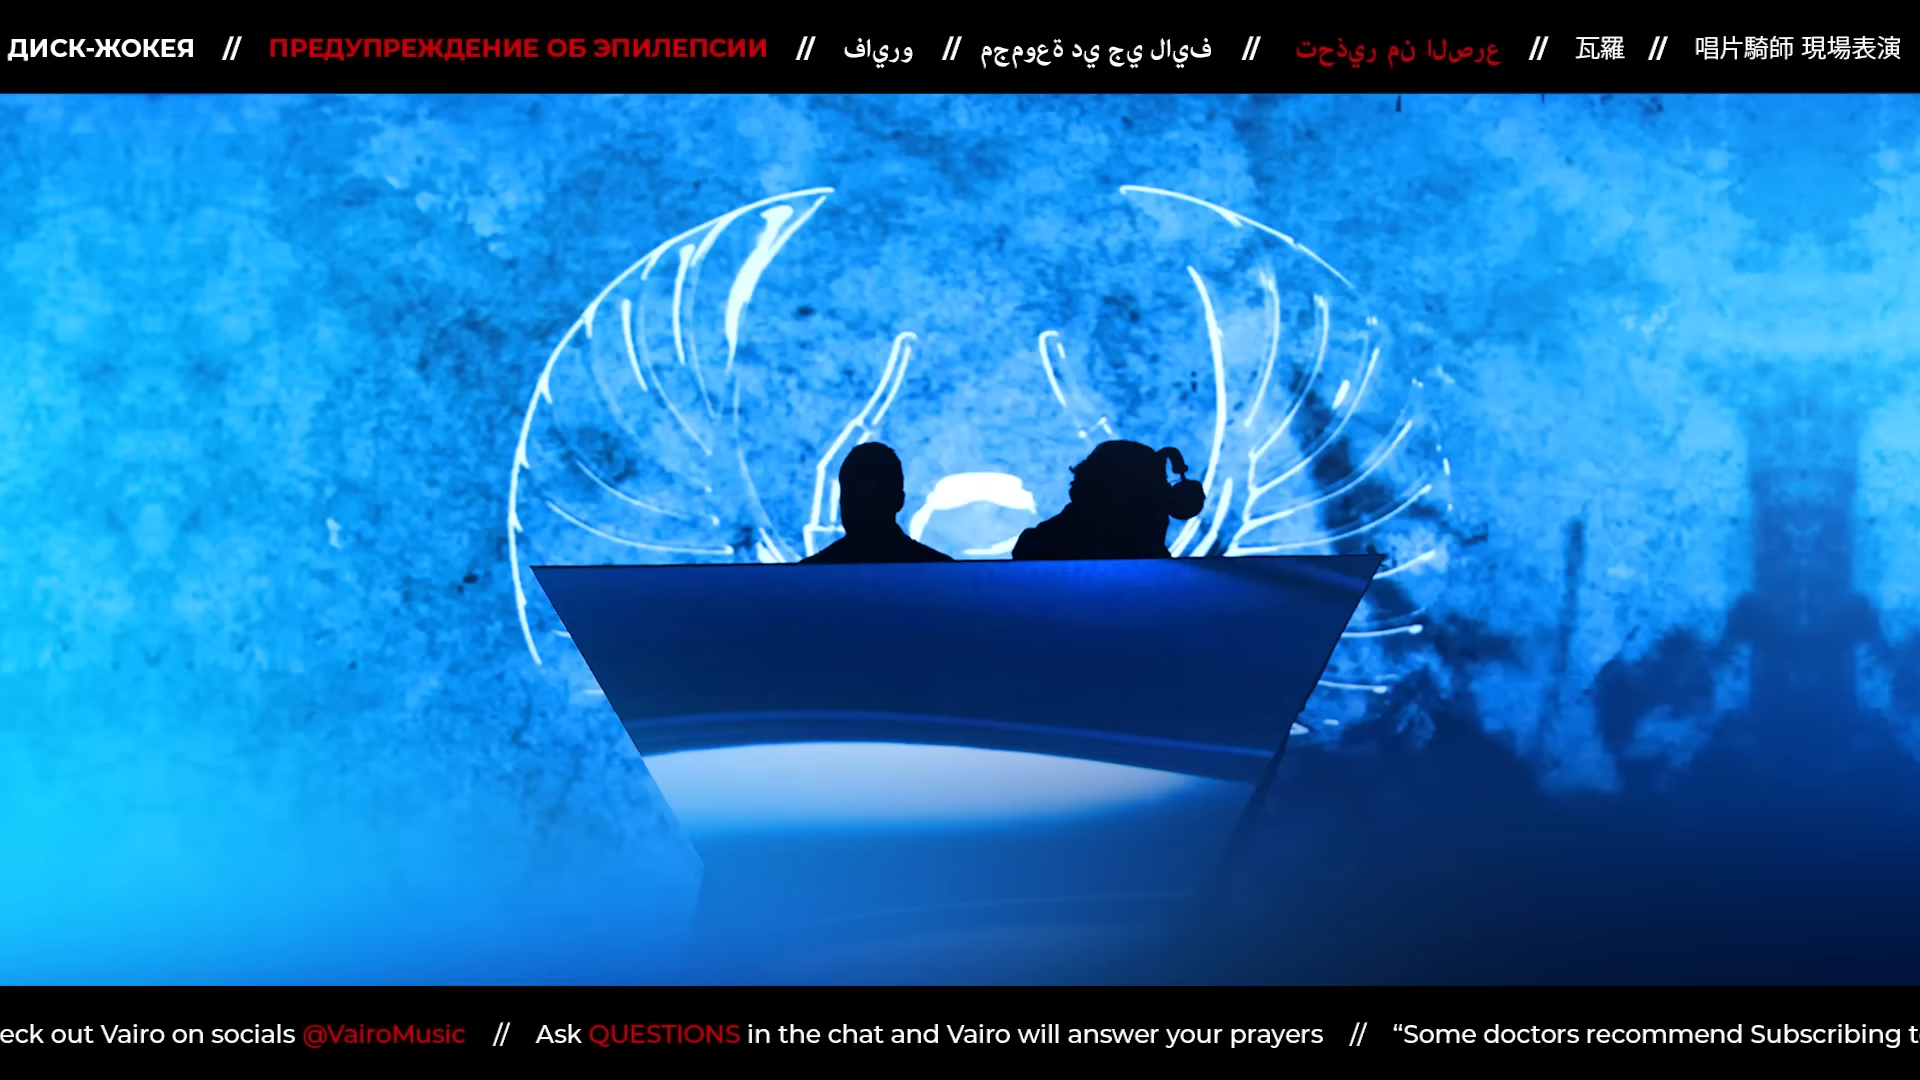 ДИСК-ЖОКЕЯ // ПРЕДУПРЕЖДЕНИЕ ОБ ЭПИЛЕПСИИ // فايرو // مجموعة دي جي لايف // تحذير من الصرع // 瓦羅 // 唱片騎師 現場表演
eck out Vairo on socials @VairoMusic // Ask QUESTIONS in the chat and Vairo will answer your prayers // “Some doctors recommend Subscribing t